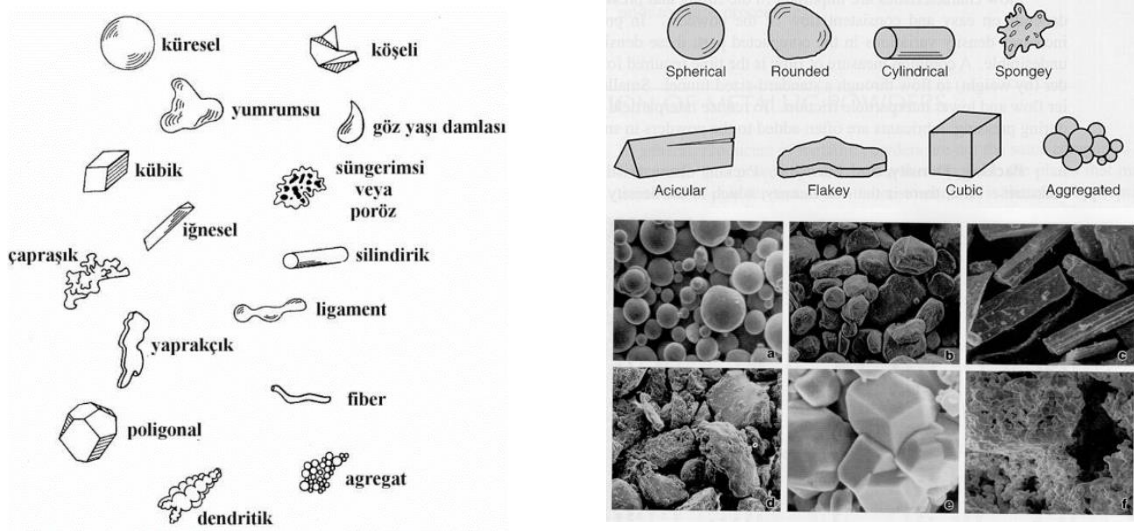 küresel
köşeli
yumrumsu
göz yaşı damlası
kübik
süngerimsi
veya
poröz
iğnesel
çapraşık
silindirik
ligament
yaprakçık
fiber
poligonal
agregat
dendritik
Spherical
Rounded
Cylindrical
Spongey
Acicular
Flakey
Cubic
Aggregated
a
b
c
d
e
f